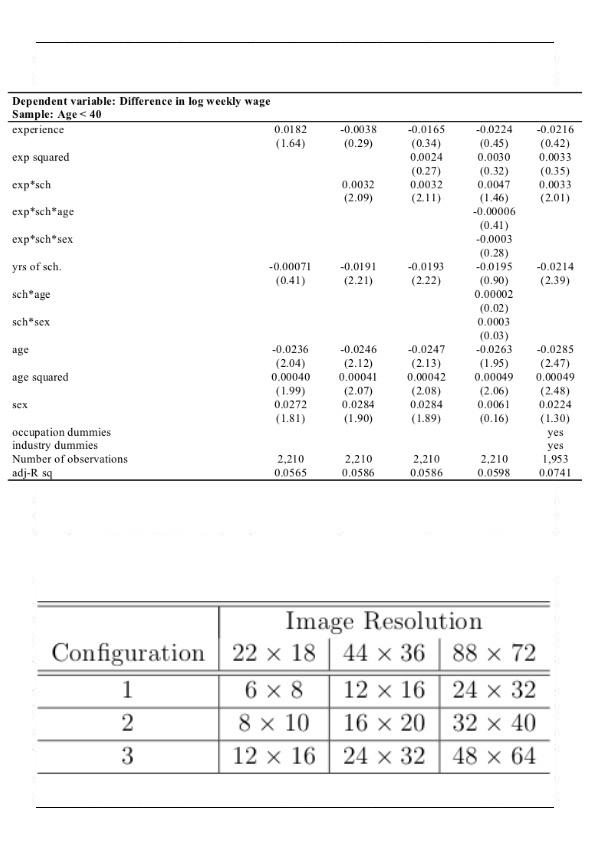 Dependent variable: Difference in log weekly wage
Sample: Age < 40
experience 0.0182 -0.0038 -0.0165 -0.0224 -0.0216
(1.64) (0.29) (0.34) (0.45) (0.42)
exp squared 0.0024 0.0030 0.0033
(0.27) (0.32) (0.35)
exp*sch 0.0032 0.0032 0.0047 0.0033
(2.09) (2.11) (1.46) (2.01)
exp*sch*age -0.00006
(0.41)
exp*sch*sex -0.0003
(0.28)
yrs of sch. -0.00071 -0.0191 -0.0193 -0.0195 -0.0214
(0.41) (2.21) (2.22) (0.90) (2.39)
sch*age 0.00002
(0.02)
sch*sex 0.0003
(0.03)
age -0.0236 -0.0246 -0.0247 -0.0263 -0.0285
(2.04) (2.12) (2.13) (1.95) (2.47)
age squared 0.00040 0.00041 0.00042 0.00049 0.00049
(1.99) (2.07) (2.08) (2.06) (2.48)
sex 0.0272 0.0284 0.0284 0.0061 0.0224
(1.81) (1.90) (1.89) (0.16) (1.30)
occupation dummies yes
industry dummies yes
Number of observations 2,210 2,210 2,210 2,210 1,953
adj-R sq 0.0565 0.0586 0.0586 0.0598 0.0741
Image Resolution
Configuration 22 × 18 44 × 36 88 × 72
1 6 × 8 12 × 16 24 × 32
2 8 × 10 16 × 20 32 × 40
3 12 × 16 24 × 32 48 × 64